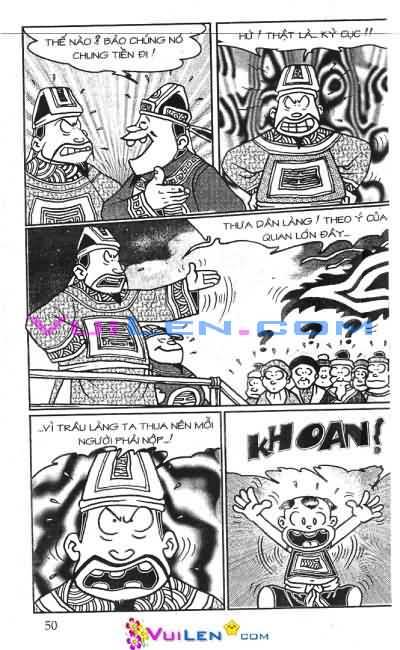 THẾ NÀO? BẢO CHÚNG NÓ
CHUNG TIỀN ĐI!
HỪ! THẬT LÀ... KỲ CỤC!!
THƯA DÂN LÀNG! THEO Ý CỦA
QUAN LỚN ĐÂY...
VUILEN.COM
? ? ? ?
...VÌ TRÂU LÀNG TA THUA NÊN MỖI
NGƯỜI PHẢI NỘP...!
KHOAN!
50
VUILEN.COM